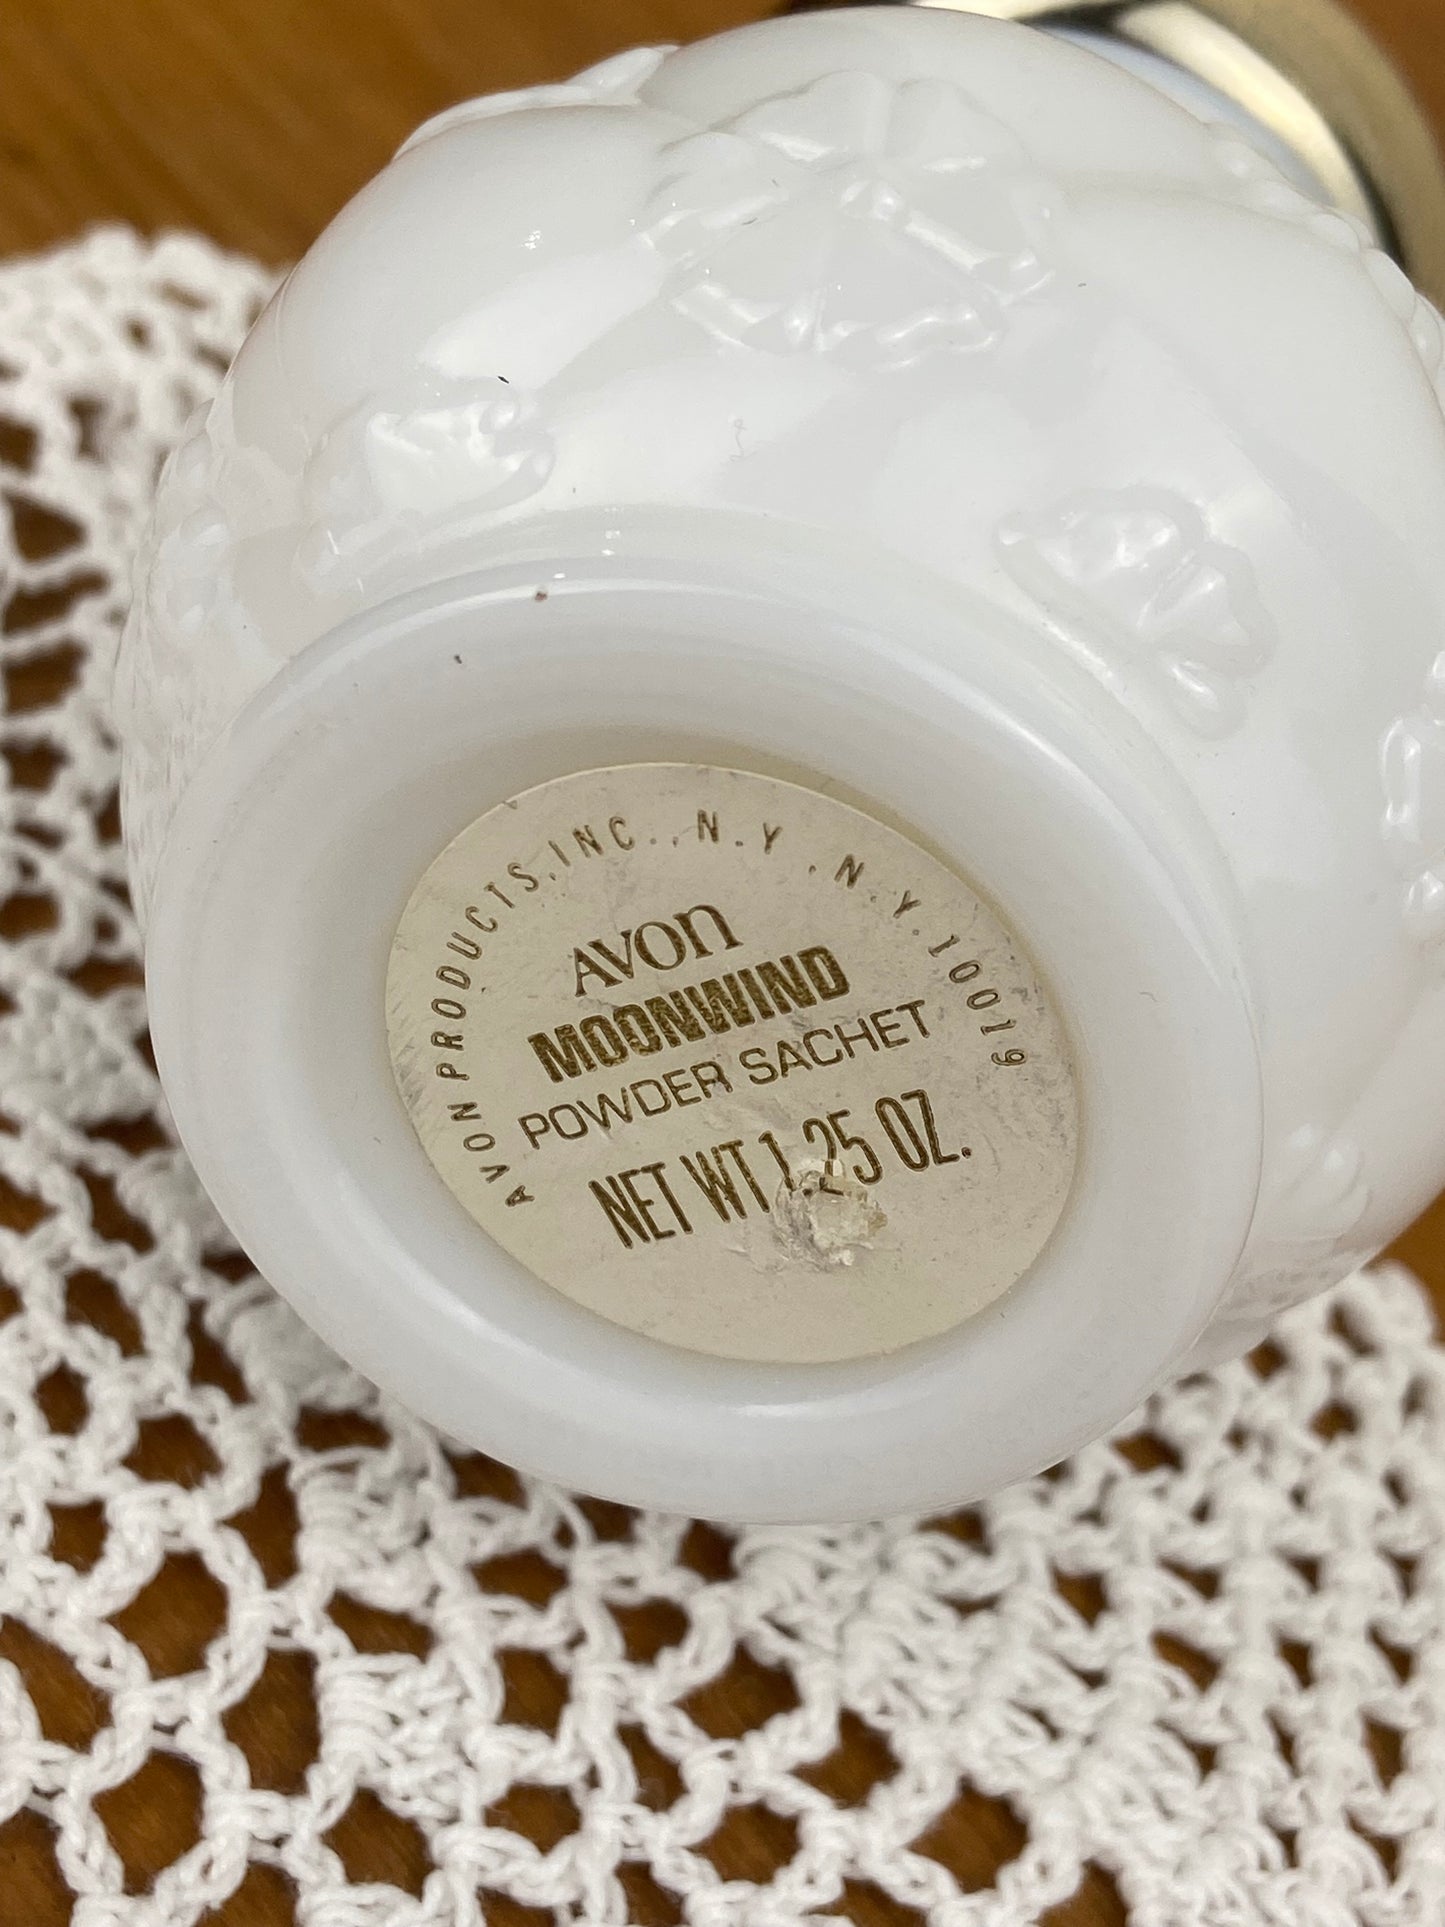 AVON PRODUCTS, INC., N.Y., N.Y. 10019
AVON
MOONWIND
POWDER SACHET
NET WT 1.25 OZ.